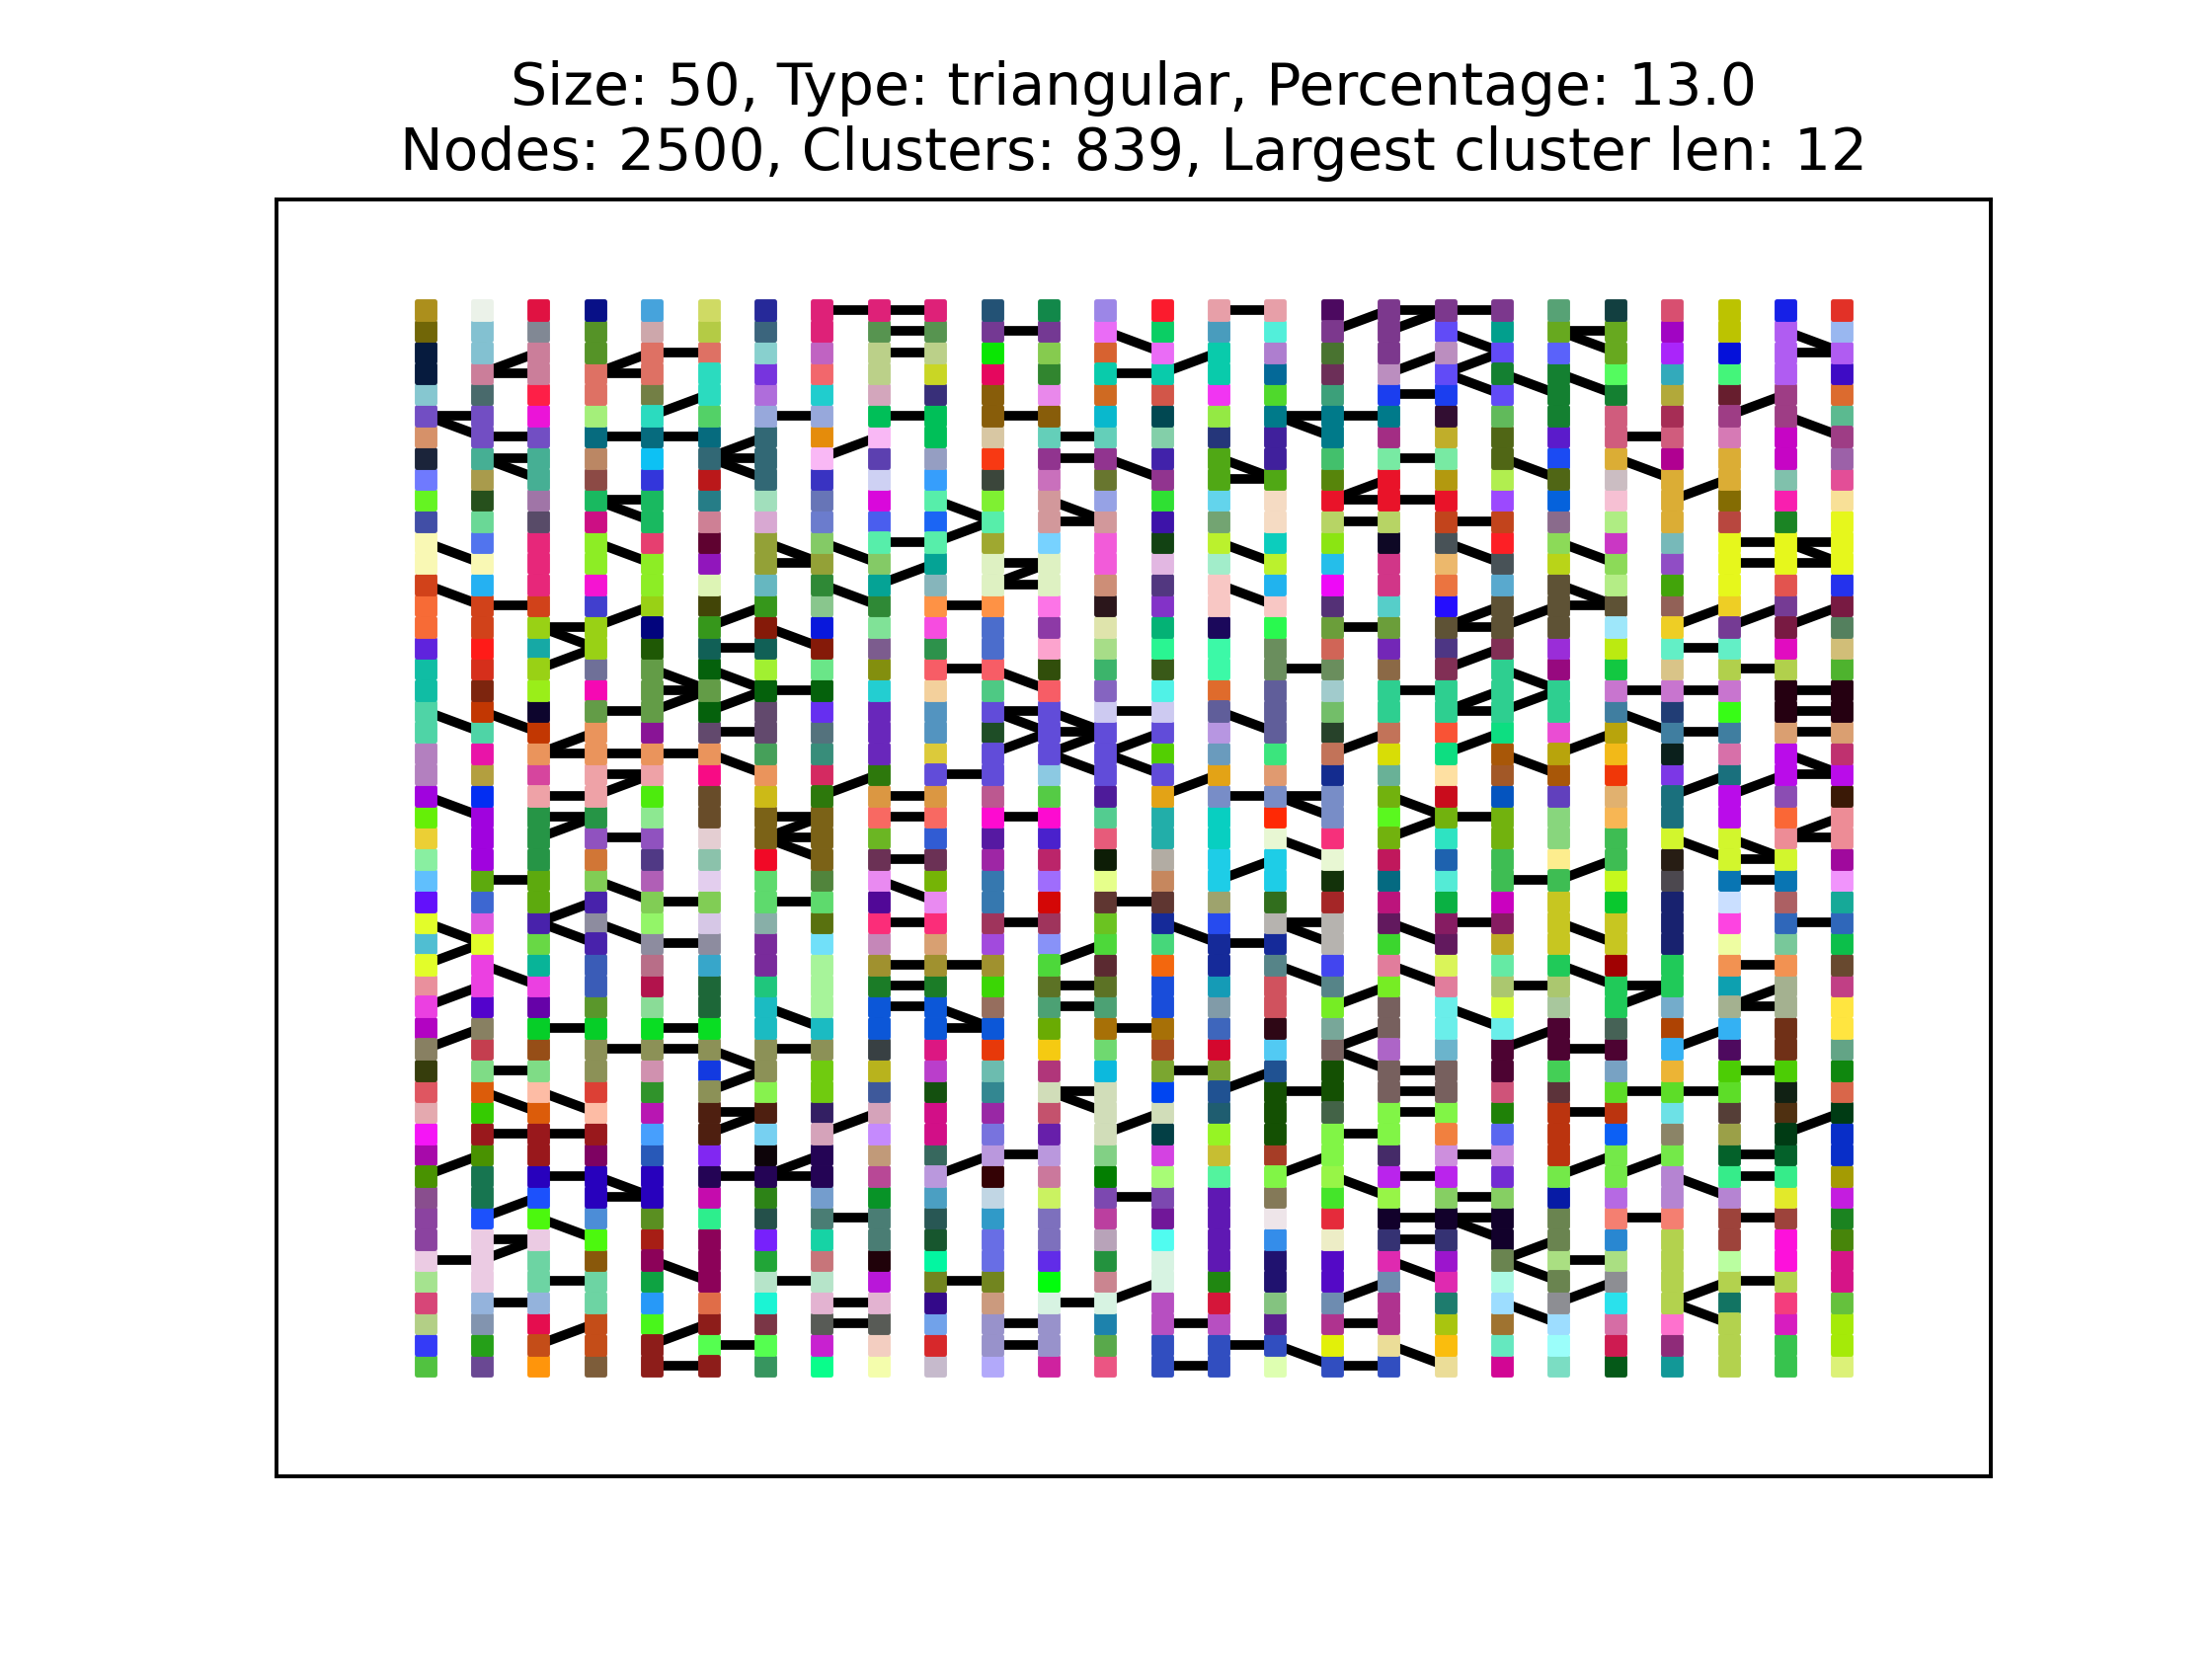 Size: 50, Type: triangular, Percentage: 13.0
Nodes: 2500, Clusters: 839, Largest cluster len: 12